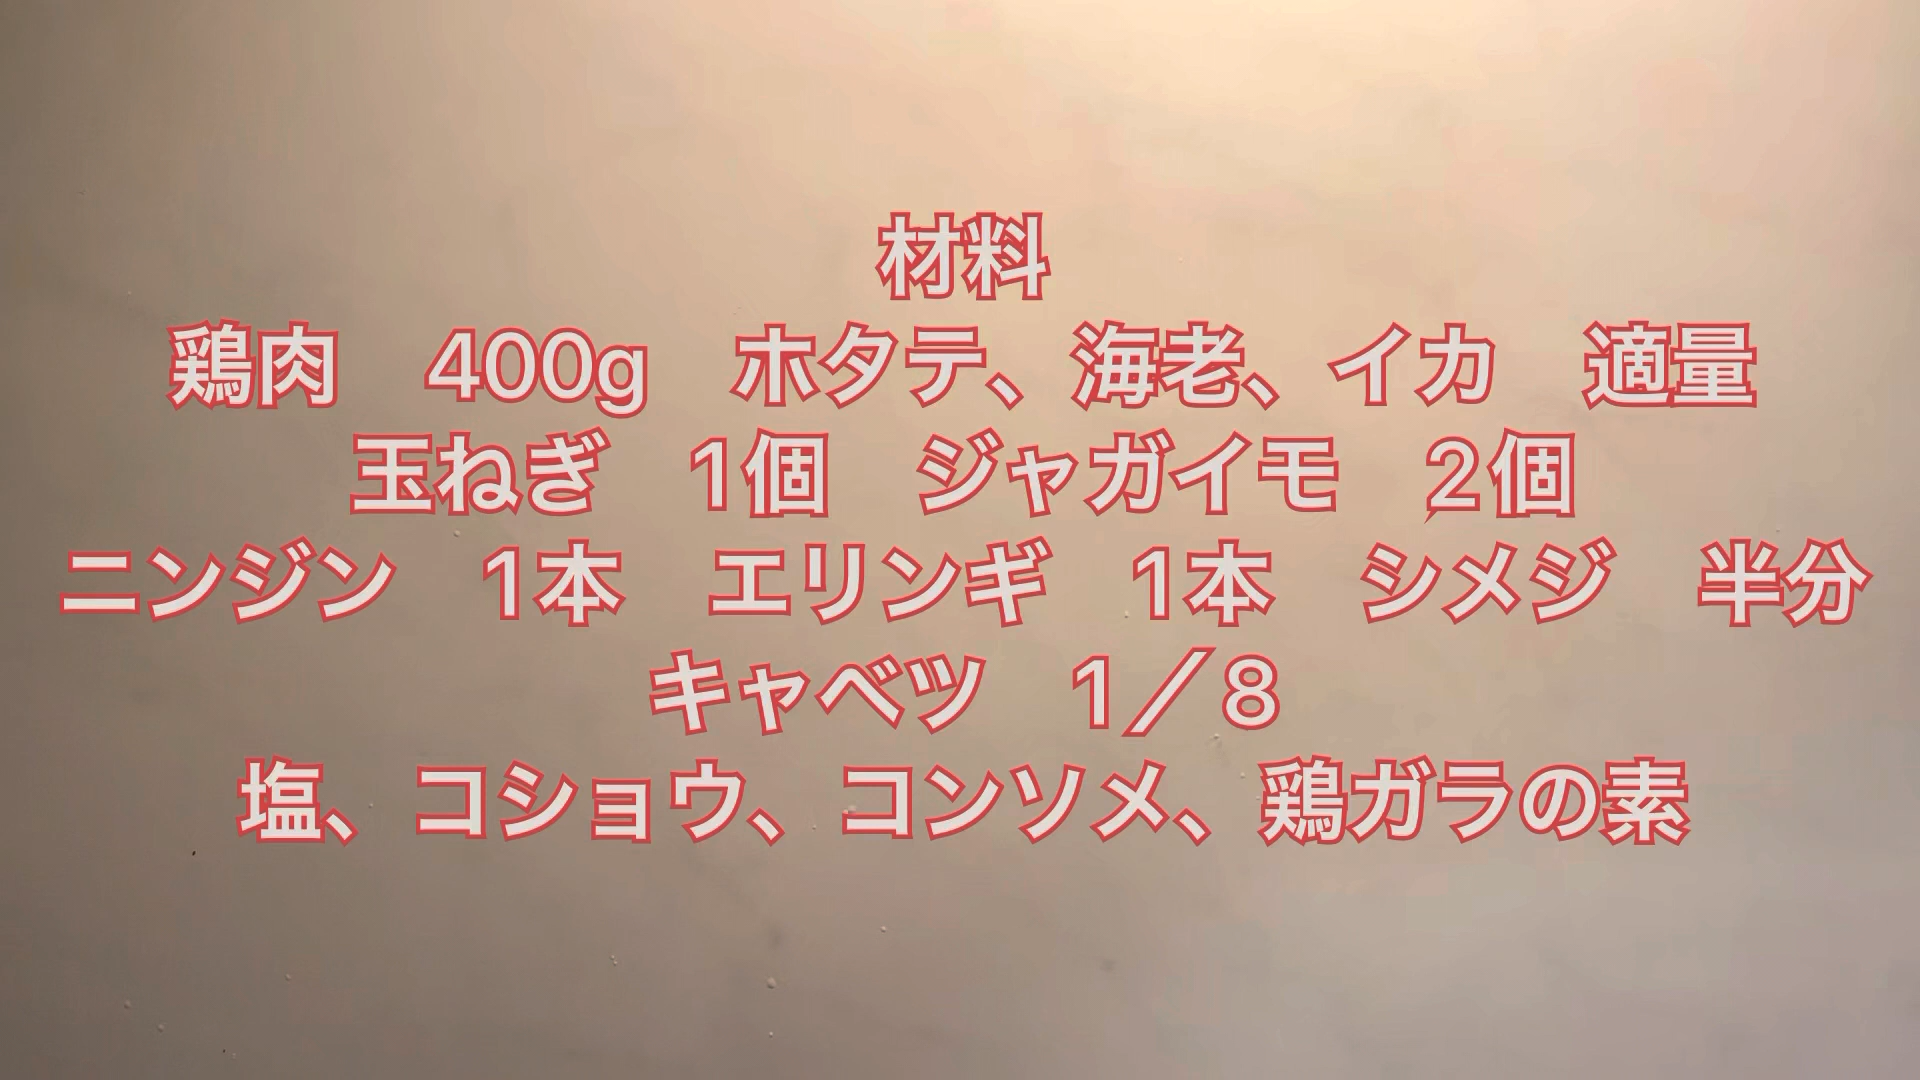 材料
鶏肉　400g　ホタテ、海老、イカ　適量
玉ねぎ　1個　ジャガイモ　2個
ニンジン　1本　エリンギ　1本　シメジ　半分
キャベツ　1／8
塩、コショウ、コンソメ、鶏ガラの素